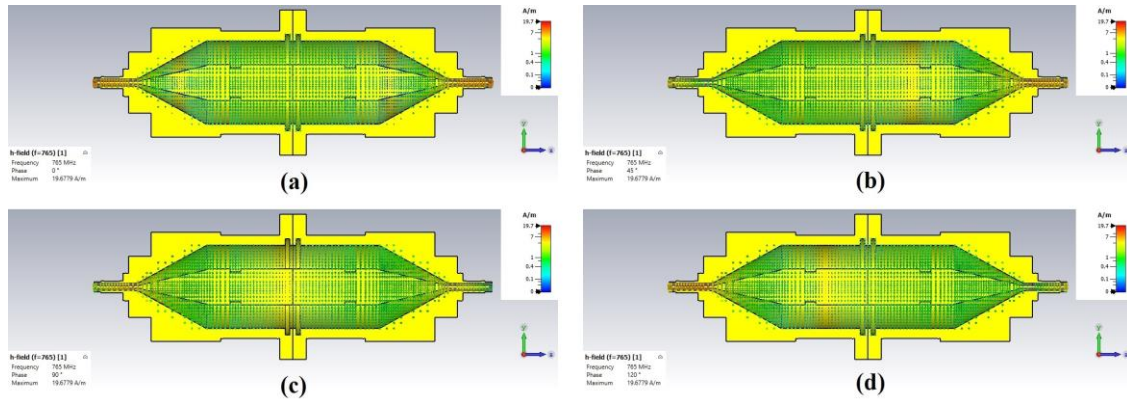 A/m
19.7
7
1
0.4
0.1
0
h-field (f=765) [1]
Frequency 765 MHz
Phase 0 °
Maximum 19.6779 A/m
(a)
A/m
19.7
7
1
0.4
0.1
0
h-field (f=765) [1]
Frequency 765 MHz
Phase 45 °
Maximum 19.6779 A/m
(b)
A/m
19.7
7
1
0.4
0.1
0
h-field (f=765) [1]
Frequency 765 MHz
Phase 90 °
Maximum 19.6779 A/m
(c)
A/m
19.7
7
1
0.4
0.1
0
h-field (f=765) [1]
Frequency 765 MHz
Phase 120 °
Maximum 19.6779 A/m
(d)